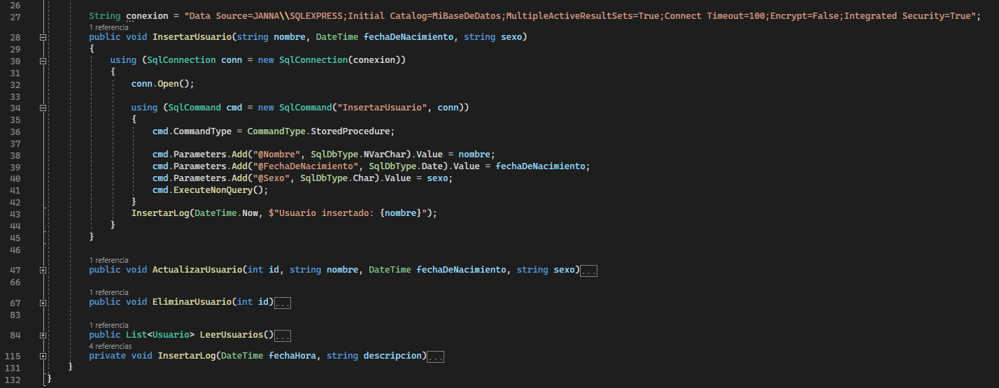 26
27 String conexion = "Data Source=JANNA\\SQLEXPRESS;Initial Catalog=MiBaseDeDatos;MultipleActiveResultSets=True;Connect Timeout=100;Encrypt=False;Integrated Security=True";
1 referencia
28 public void InsertarUsuario(string nombre, DateTime fechaDeNacimiento, string sexo)
29 {
30 using (SqlConnection conn = new SqlConnection(conexion))
31 {
32 conn.Open();
33
34 using (SqlCommand cmd = new SqlCommand("InsertarUsuario", conn))
35 {
36 cmd.CommandType = CommandType.StoredProcedure;
37
38 cmd.Parameters.Add("@Nombre", SqlDbType.NVarChar).Value = nombre;
39 cmd.Parameters.Add("@FechaDeNacimiento", SqlDbType.Date).Value = fechaDeNacimiento;
40 cmd.Parameters.Add("@Sexo", SqlDbType.Char).Value = sexo;
41 cmd.ExecuteNonQuery();
42 }
43 InsertarLog(DateTime.Now, $"Usuario insertado: {nombre}");
44 }
45 }
46
1 referencia
47 public void ActualizarUsuario(int id, string nombre, DateTime fechaDeNacimiento, string sexo)...
66
1 referencia
67 public void EliminarUsuario(int id)...
83
1 referencia
84 public List<Usuario> LeerUsuarios()...
4 referencias
115 private void InsertarLog(DateTime fechaHora, string descripcion)...
131 }
132 }